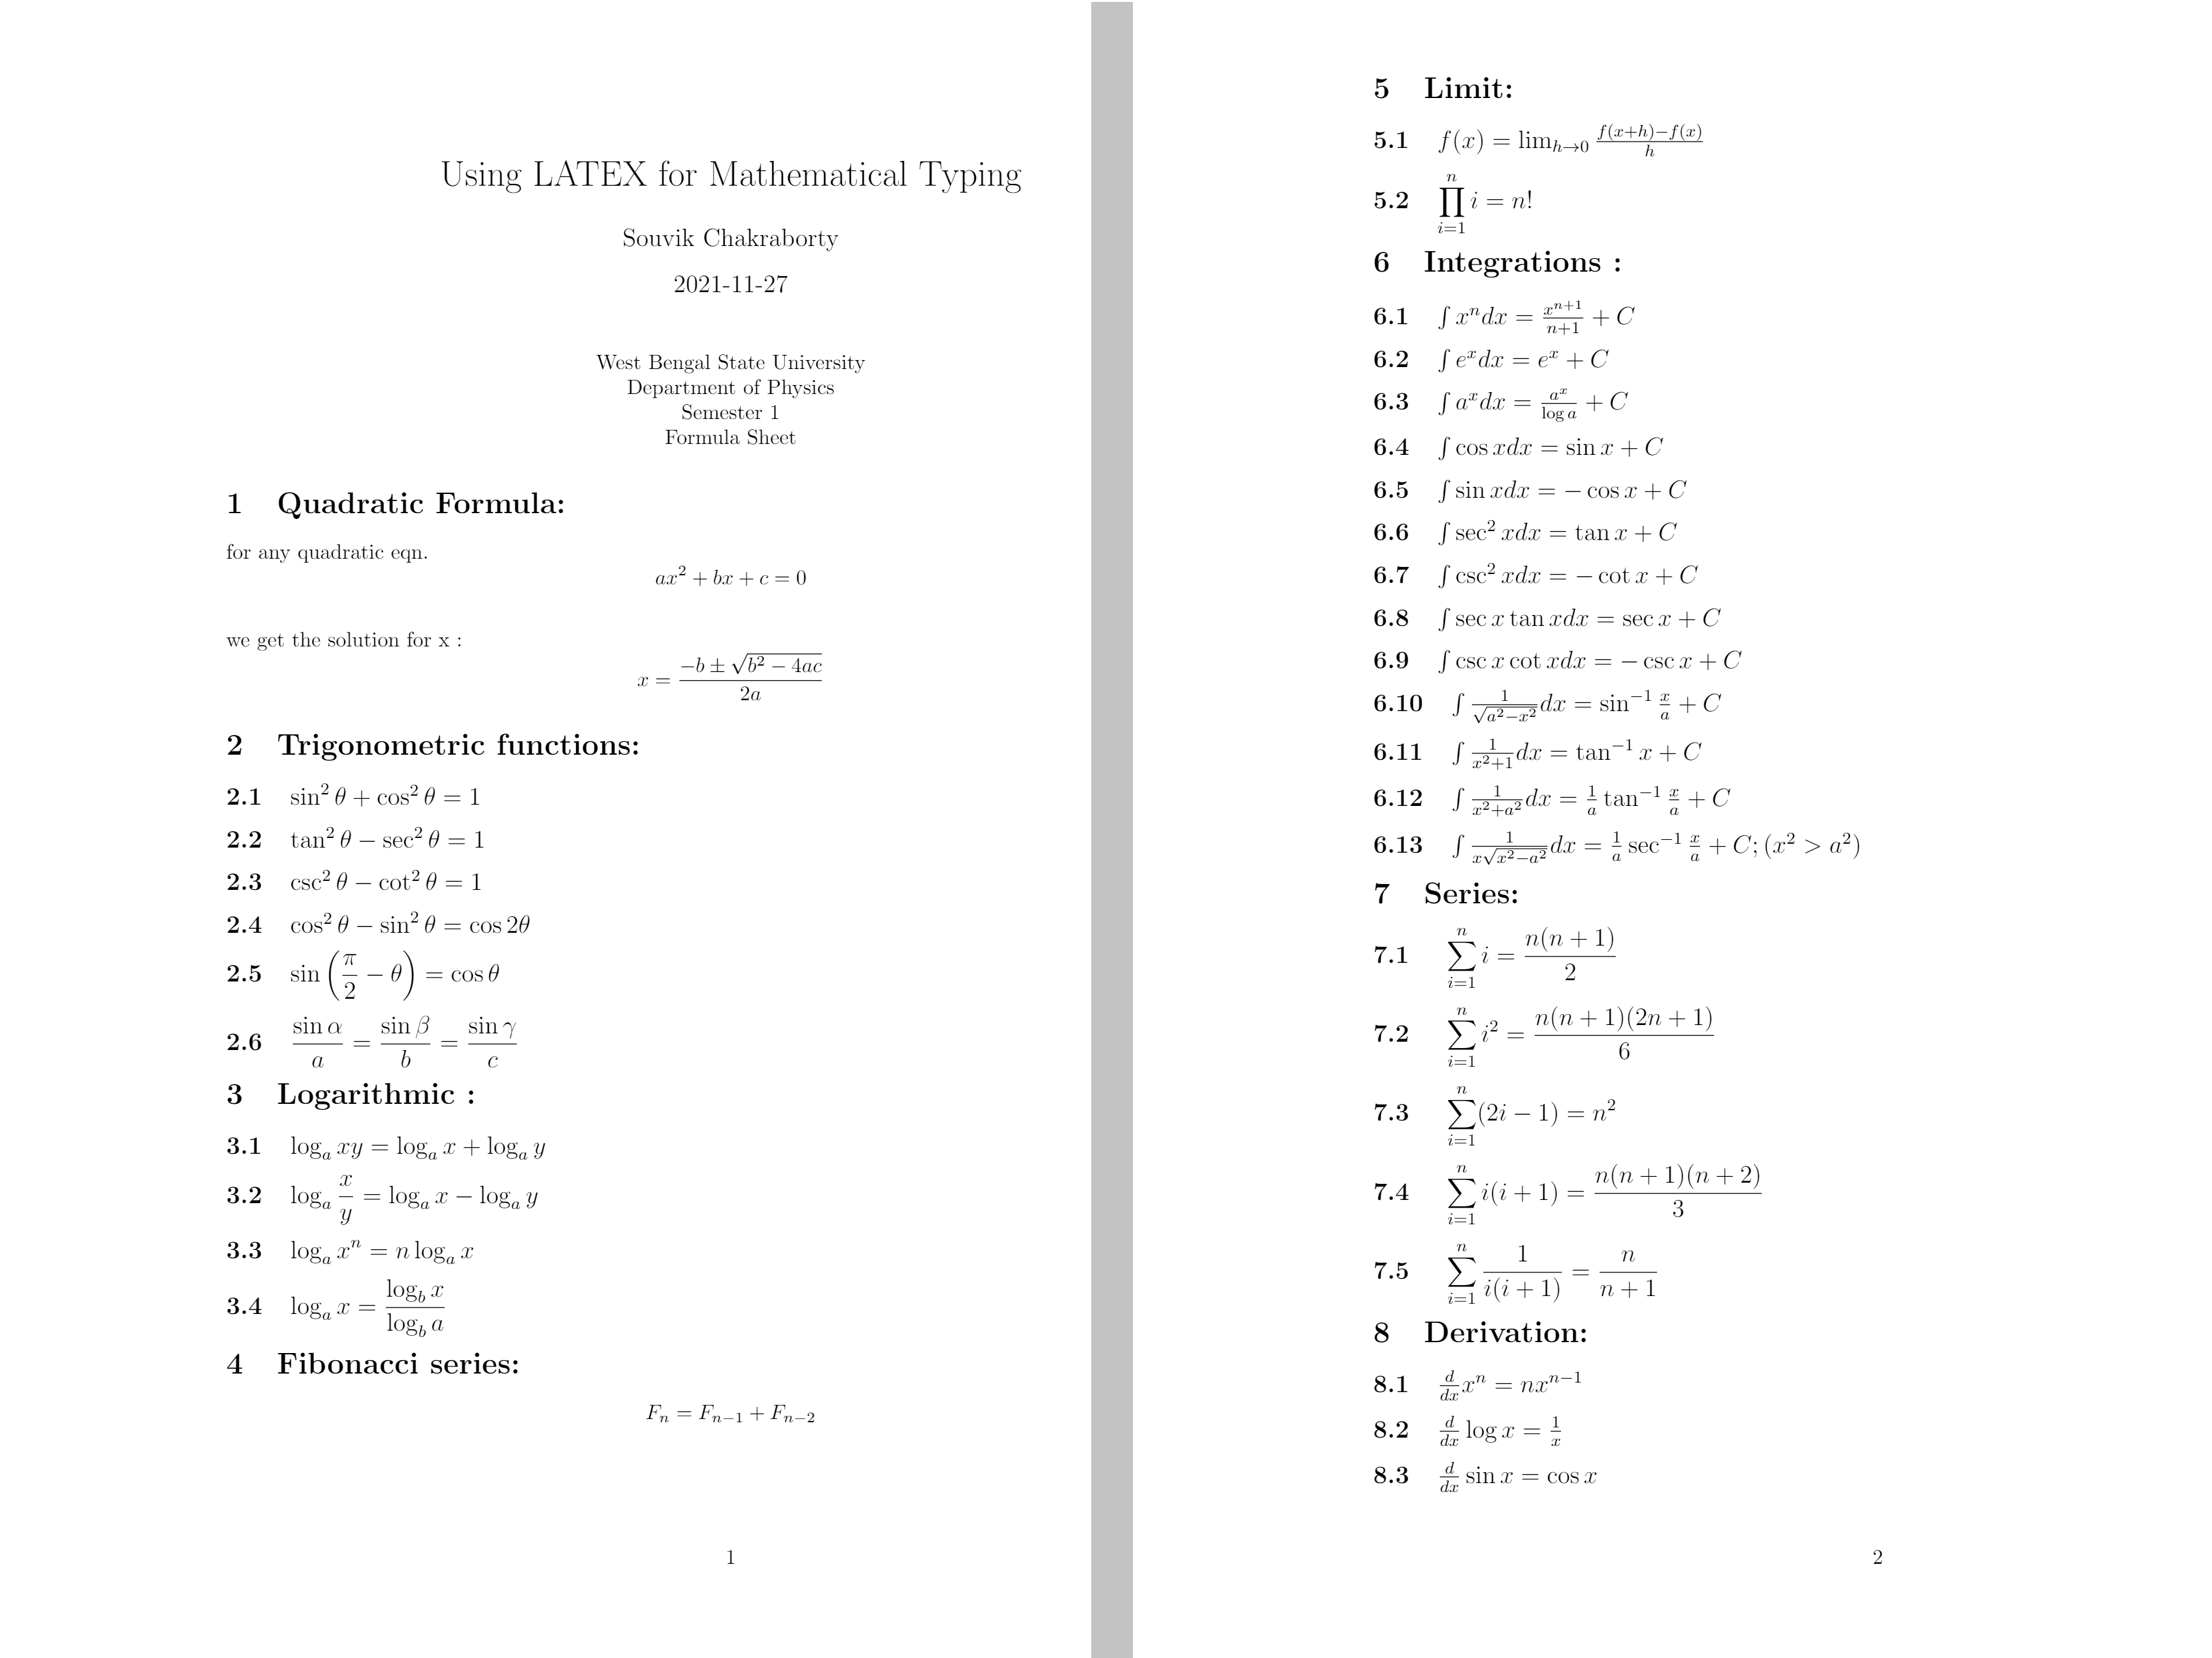 Using LATEX for Mathematical Typing
Souvik Chakraborty
2021-11-27
West Bengal State University
Department of Physics
Semester 1
Formula Sheet
1 Quadratic Formula:
for any quadratic eqn.
$ax^2 + bx + c = 0$
we get the solution for x :
$x = \frac{-b \pm \sqrt{b^2 - 4ac}}{2a}$
2 Trigonometric functions:
2.1 $\sin^2 \theta + \cos^2 \theta = 1$
2.2 $\tan^2 \theta - \sec^2 \theta = 1$
2.3 $\csc^2 \theta - \cot^2 \theta = 1$
2.4 $\cos^2 \theta - \sin^2 \theta = \cos 2\theta$
2.5 $\sin \left( \frac{\pi}{2} - \theta \right) = \cos \theta$
2.6 $\frac{\sin \alpha}{a} = \frac{\sin \beta}{b} = \frac{\sin \gamma}{c}$
3 Logarithmic :
3.1 $\log_a xy = \log_a x + \log_a y$
3.2 $\log_a \frac{x}{y} = \log_a x - \log_a y$
3.3 $\log_a x^n = n \log_a x$
3.4 $\log_a x = \frac{\log_b x}{\log_b a}$
4 Fibonacci series:
$F_n = F_{n-1} + F_{n-2}$
1
5 Limit:
5.1 $f(x) = \lim_{h \to 0} \frac{f(x+h)-f(x)}{h}$
5.2 $\prod_{i=1}^{n} i = n!$
6 Integrations :
6.1 $\int x^n dx = \frac{x^{n+1}}{n+1} + C$
6.2 $\int e^x dx = e^x + C$
6.3 $\int a^x dx = \frac{a^x}{\log a} + C$
6.4 $\int \cos x dx = \sin x + C$
6.5 $\int \sin x dx = -\cos x + C$
6.6 $\int \sec^2 x dx = \tan x + C$
6.7 $\int \csc^2 x dx = -\cot x + C$
6.8 $\int \sec x \tan x dx = \sec x + C$
6.9 $\int \csc x \cot x dx = -\csc x + C$
6.10 $\int \frac{1}{\sqrt{a^2-x^2}} dx = \sin^{-1} \frac{x}{a} + C$
6.11 $\int \frac{1}{x^2+1} dx = \tan^{-1} x + C$
6.12 $\int \frac{1}{x^2+a^2} dx = \frac{1}{a} \tan^{-1} \frac{x}{a} + C$
6.13 $\int \frac{1}{x\sqrt{x^2-a^2}} dx = \frac{1}{a} \sec^{-1} \frac{x}{a} + C; (x^2 > a^2)$
7 Series:
7.1 $\sum_{i=1}^{n} i = \frac{n(n+1)}{2}$
7.2 $\sum_{i=1}^{n} i^2 = \frac{n(n+1)(2n+1)}{6}$
7.3 $\sum_{i=1}^{n} (2i - 1) = n^2$
7.4 $\sum_{i=1}^{n} i(i+1) = \frac{n(n+1)(n+2)}{3}$
7.5 $\sum_{i=1}^{n} \frac{1}{i(i+1)} = \frac{n}{n+1}$
8 Derivation:
8.1 $\frac{d}{dx} x^n = nx^{n-1}$
8.2 $\frac{d}{dx} \log x = \frac{1}{x}$
8.3 $\frac{d}{dx} \sin x = \cos x$
2